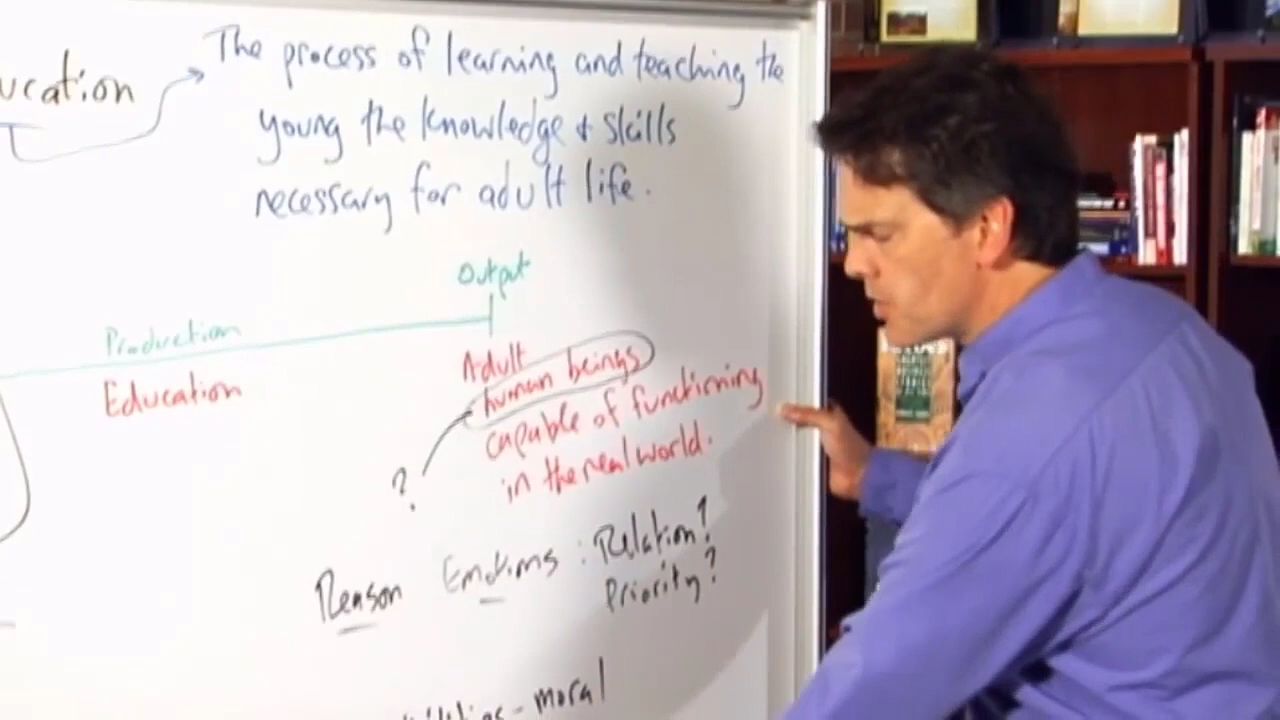 ucation
The process of learning and teaching the
young the knowledge & skills
necessary for adult life.
Output
Production
Education
Adult
human beings
capable of functioning
in the real world.
?
Reason Emotions : Relation?
Priority?
- moral